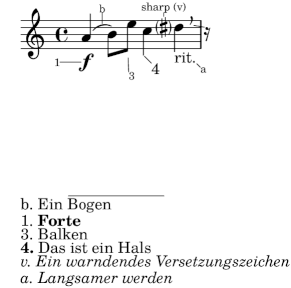 b
sharp (v)
1
f
3
4
rit.
a
b. Ein Bogen
1. Forte
3. Balken
4. Das ist ein Hals
v. Ein warndendes Versetzungszeichen
a. Langsamer werden